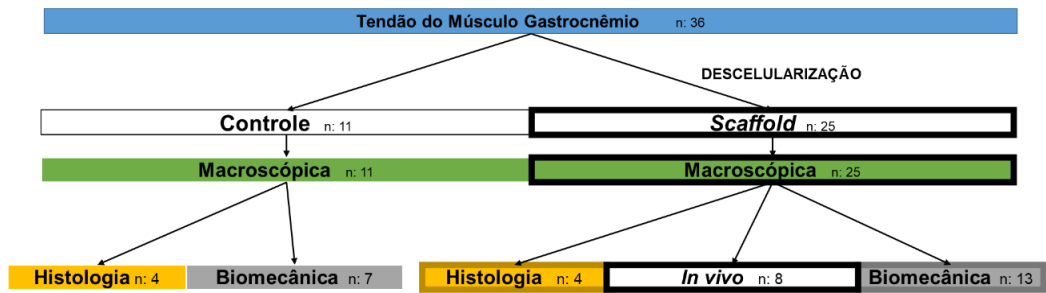 Tendão do Músculo Gastrocnêmio n: 36
DESCELULARIZAÇÃO
Controle n: 11
Scaffold n: 25
Macroscópica n: 11
Macroscópica n: 25
Histologia n: 4
Biomecânica n: 7
Histologia n: 4
In vivo n: 8
Biomecânica n: 13